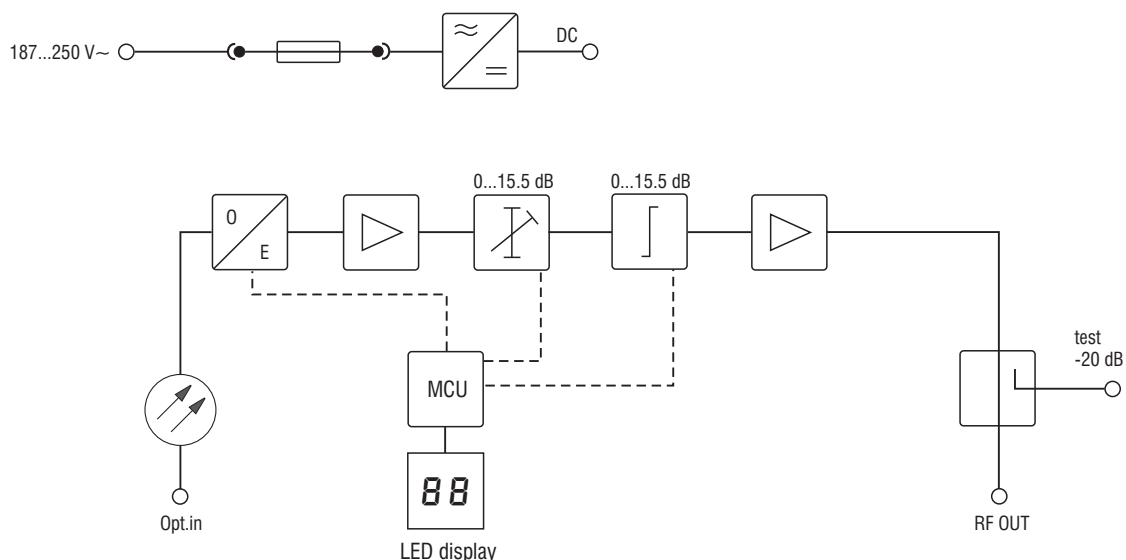 187...250 V~
DC
0...15.5 dB
0...15.5 dB
O
E
MCU
test
-20 dB
88
Opt.in
RF OUT
LED display